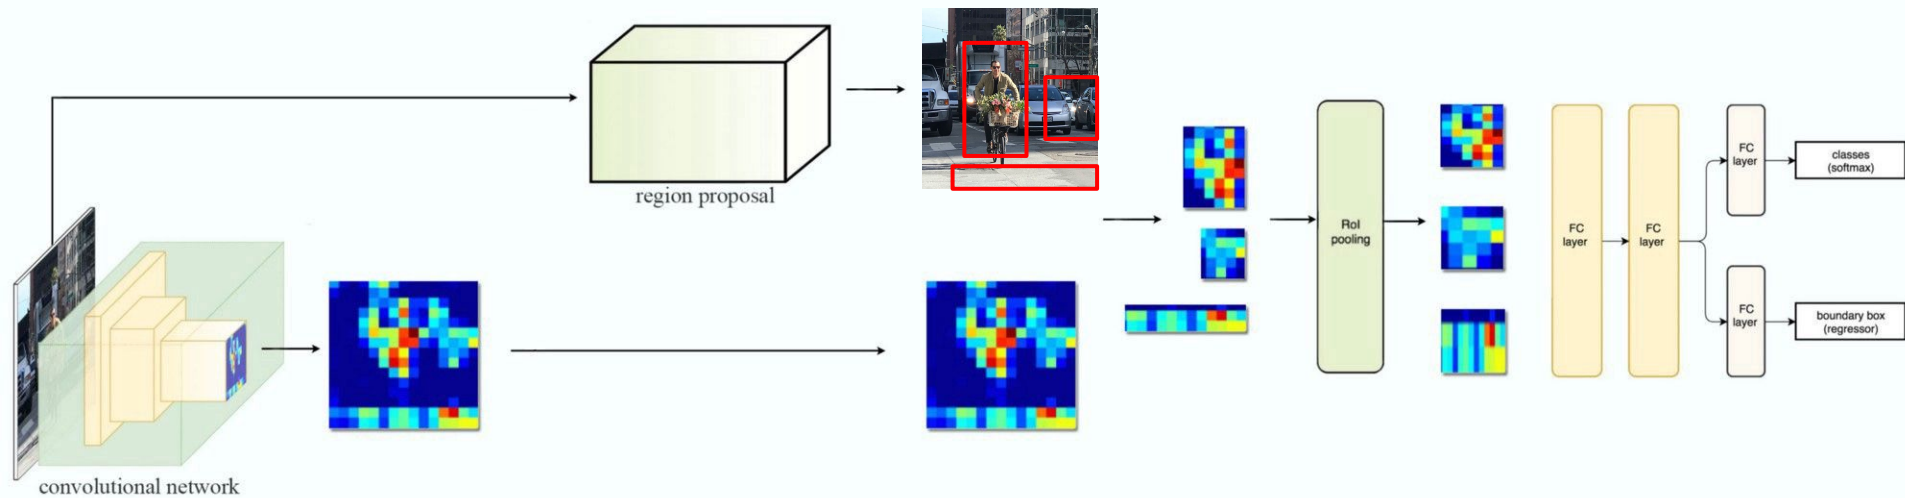 region proposal
convolutional network
RoI
pooling
FC
layer
FC
layer
FC
layer
classes
(softmax)
FC
layer
boundary box
(regressor)